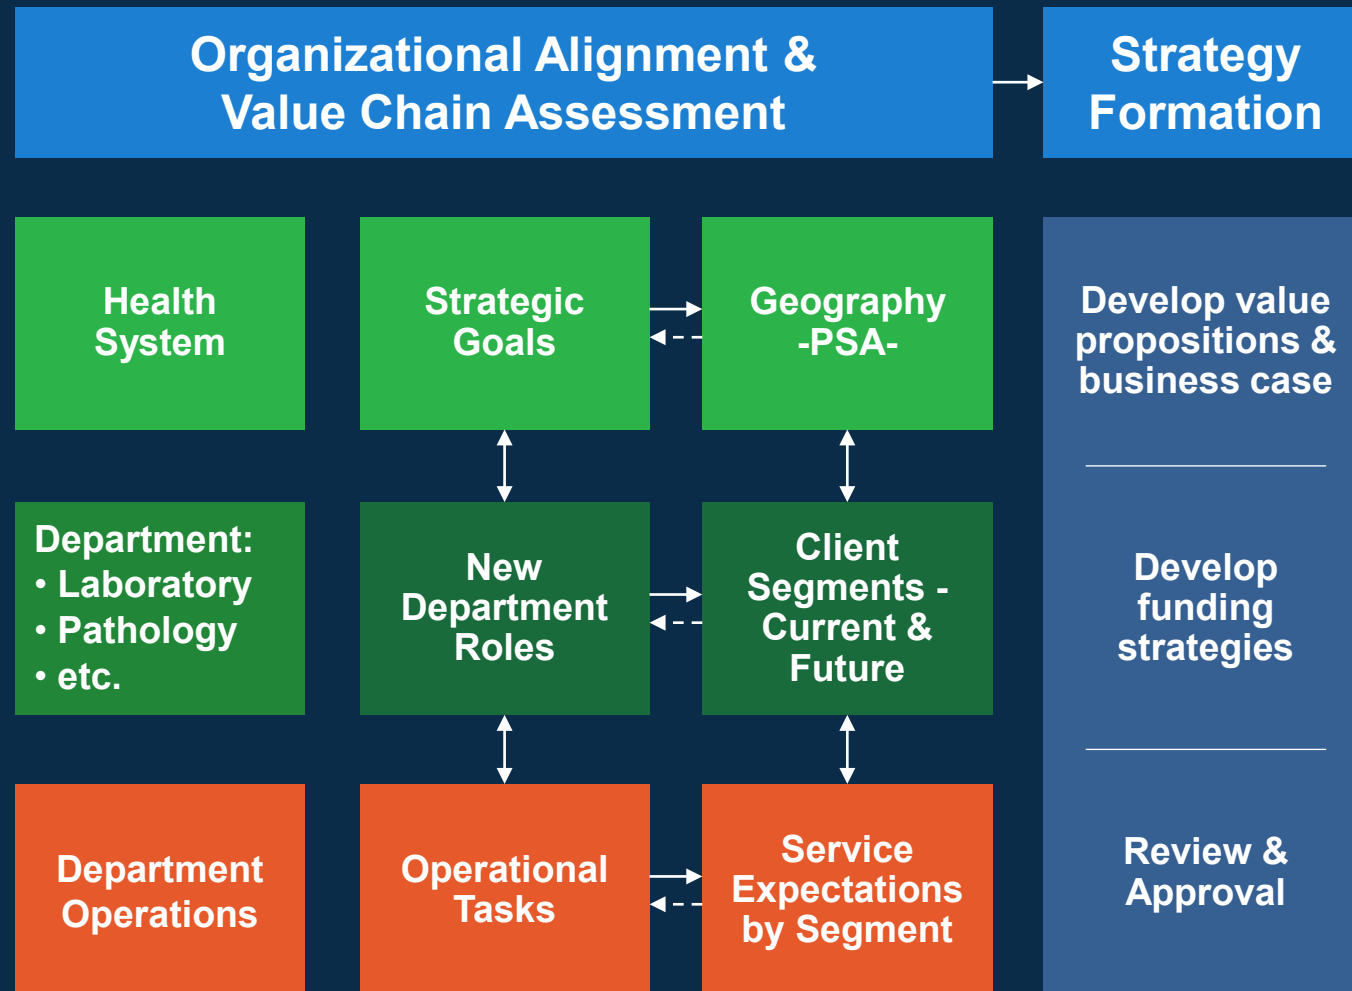 Organizational Alignment &
Value Chain Assessment
Strategy
Formation
Health
System
Strategic
Goals
Geography
-PSA-
Develop value
propositions &
business case
Department:
• Laboratory
• Pathology
• etc.
New
Department
Roles
Client
Segments -
Current &
Future
Develop
funding
strategies
Department
Operations
Operational
Tasks
Service
Expectations
by Segment
Review &
Approval